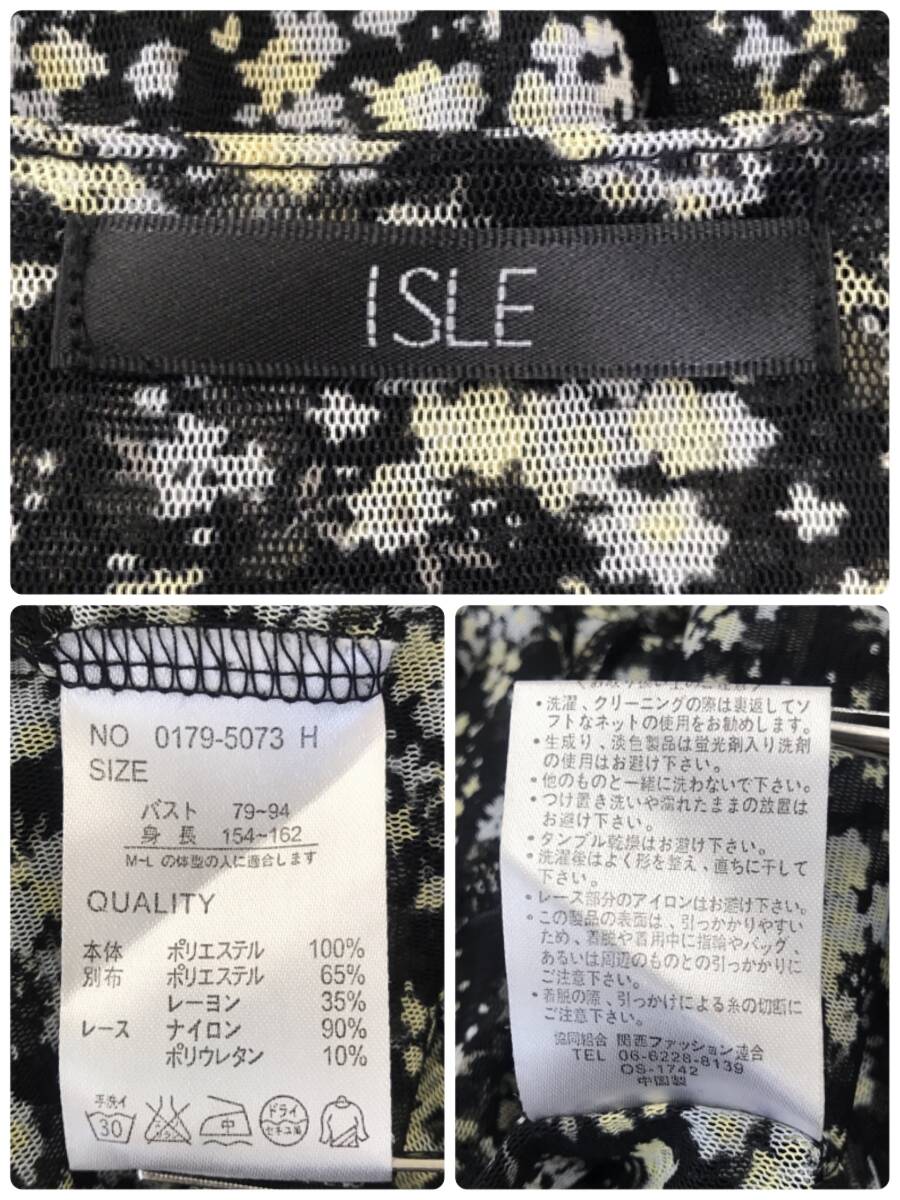 ISLE
NO 0179-5073 H
SIZE
バスト 79~94
身長 154~162
M~L の体型の人に適合します
QUALITY
本体 ポリエステル 100%
別布 ポリエステル 65%
レーヨン 35%
レース ナイロン 90%
ポリウレタン 10%
手洗イ
30
中
ドライ
セキユ系
・洗濯、クリーニングの際は裏返してソ
フトなネットの使用をお勧めします。
・生成り、淡色製品は蛍光剤入り洗剤
の使用はお避け下さい。
・他のものと一緒に洗わないで下さい。
・つけ置き洗いや濡れたままの放置は
お避け下さい。
・タンブル乾燥はお避け下さい。
・洗濯後はよく形を整え、直ちに干して
下さい。
・レース部分のアイロンはお避け下さい。
・この製品の表面は、引っかかりやすい
ため、着脱や着用中に指輪やバッグ、
あるいは周辺のものとの引っかかりに
ご注意下さい。
・着脱の際、引っかけによる糸の切断に
ご注意下さい。
協同組合 関西ファッション連合
TEL 06-6228-8139
OS-1742
中国製